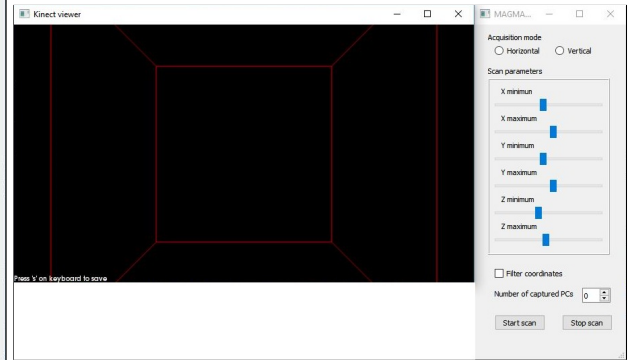 Kinect viewer
Press 's' on keyboard to save
MAGMA...
Acquisition mode
Horizontal
Vertical
Scan parameters
X minimun
X maximum
Y minimum
Y maximum
Z minimum
Z maximum
Filter coordinates
Number of captured PCs 0
Start scan
Stop scan